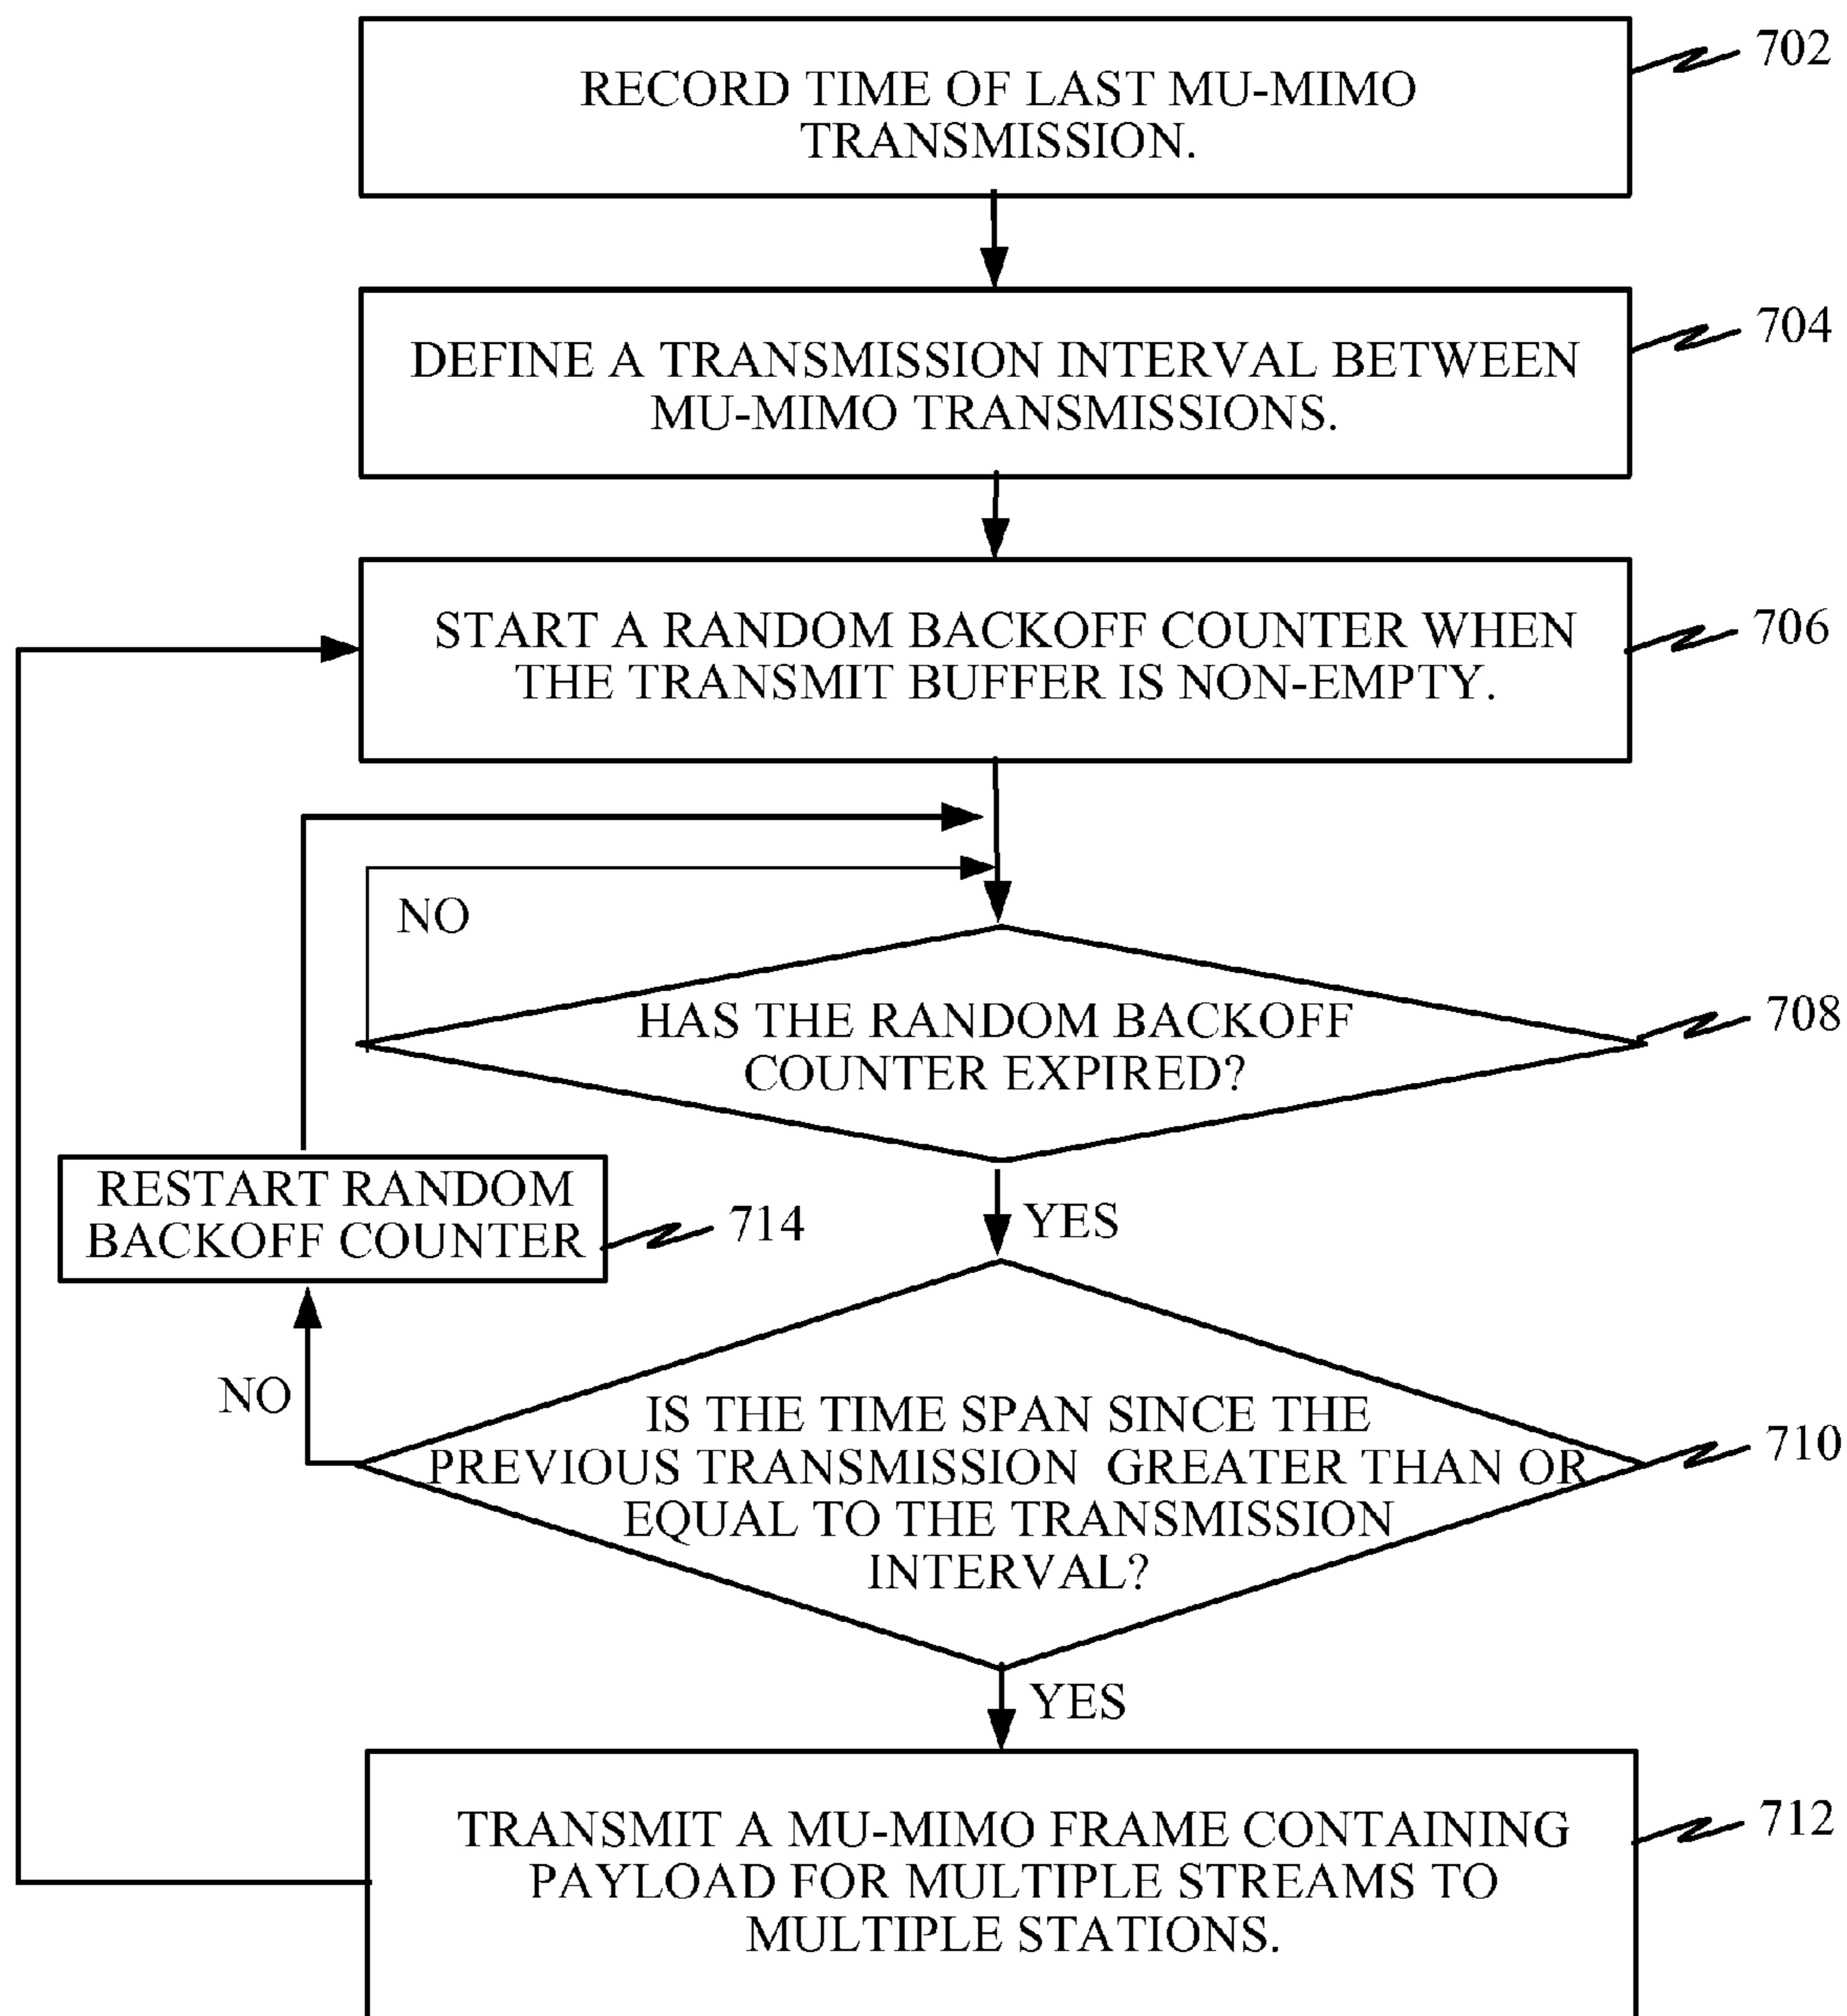 RECORD TIME OF LAST MU-MIMO
TRANSMISSION.
702
DEFINE A TRANSMISSION INTERVAL BETWEEN
MU-MIMO TRANSMISSIONS.
704
START A RANDOM BACKOFF COUNTER WHEN
THE TRANSMIT BUFFER IS NON-EMPTY.
706
NO
HAS THE RANDOM BACKOFF
COUNTER EXPIRED?
708
RESTART RANDOM
BACKOFF COUNTER
714
YES
NO
IS THE TIME SPAN SINCE THE
PREVIOUS TRANSMISSION GREATER THAN OR
EQUAL TO THE TRANSMISSION
INTERVAL?
710
YES
TRANSMIT A MU-MIMO FRAME CONTAINING
PAYLOAD FOR MULTIPLE STREAMS TO
MULTIPLE STATIONS.
712